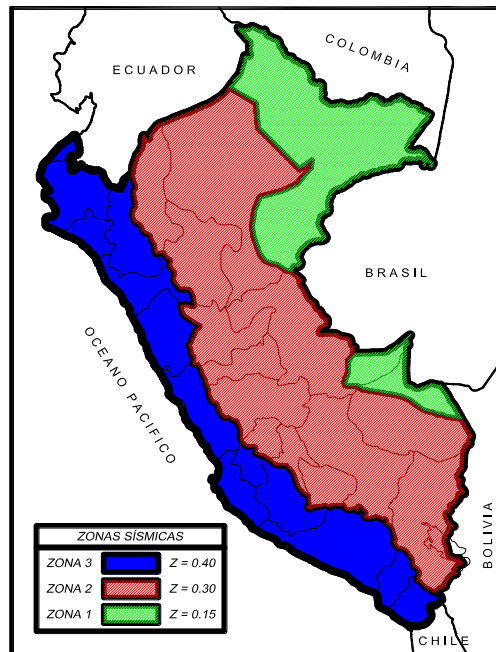 COLOMBIA
ECUADOR
BRASIL
OCEANO PACÍFICO
BOLIVIA
ZONAS SÍSMICAS
ZONA 3 Z = 0.40
ZONA 2 Z = 0.30
ZONA 1 Z = 0.15
CHILE